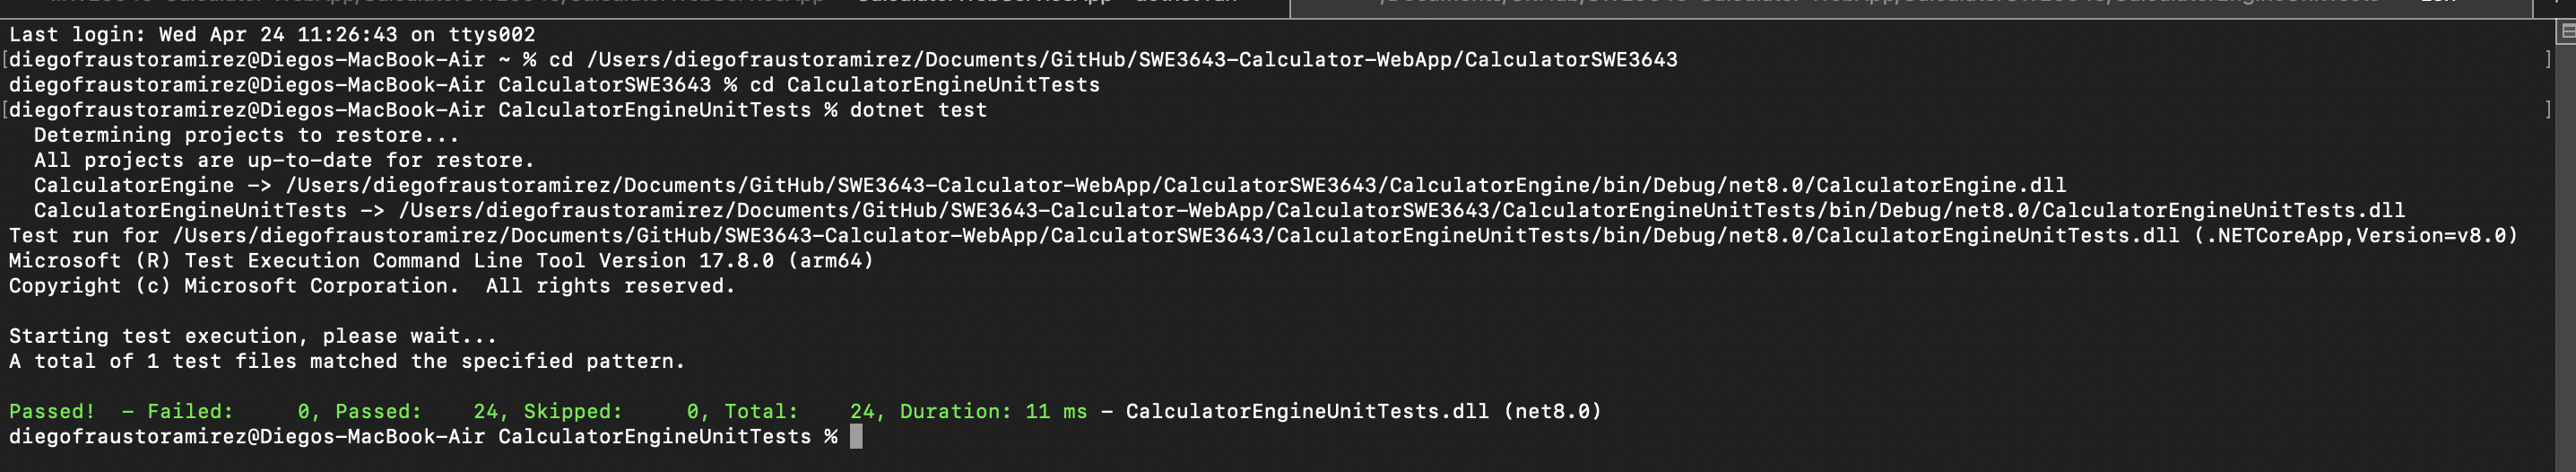 Last login: Wed Apr 24 11:26:43 on ttys002
[diegofraustoramirez@Diegos-MacBook-Air ~ % cd /Users/diegofraustoramirez/Documents/GitHub/SWE3643-Calculator-WebApp/CalculatorSWE3643 ]
diegofraustoramirez@Diegos-MacBook-Air CalculatorSWE3643 % cd CalculatorEngineUnitTests
[diegofraustoramirez@Diegos-MacBook-Air CalculatorEngineUnitTests % dotnet test ]
  Determining projects to restore...
  All projects are up-to-date for restore.
  CalculatorEngine -> /Users/diegofraustoramirez/Documents/GitHub/SWE3643-Calculator-WebApp/CalculatorSWE3643/CalculatorEngine/bin/Debug/net8.0/CalculatorEngine.dll
  CalculatorEngineUnitTests -> /Users/diegofraustoramirez/Documents/GitHub/SWE3643-Calculator-WebApp/CalculatorSWE3643/CalculatorEngineUnitTests/bin/Debug/net8.0/CalculatorEngineUnitTests.dll
Test run for /Users/diegofraustoramirez/Documents/GitHub/SWE3643-Calculator-WebApp/CalculatorSWE3643/CalculatorEngineUnitTests/bin/Debug/net8.0/CalculatorEngineUnitTests.dll (.NETCoreApp,Version=v8.0)
Microsoft (R) Test Execution Command Line Tool Version 17.8.0 (arm64)
Copyright (c) Microsoft Corporation.  All rights reserved.

Starting test execution, please wait...
A total of 1 test files matched the specified pattern.

Passed!  - Failed:     0, Passed:    24, Skipped:     0, Total:    24, Duration: 11 ms - CalculatorEngineUnitTests.dll (net8.0)
diegofraustoramirez@Diegos-MacBook-Air CalculatorEngineUnitTests %